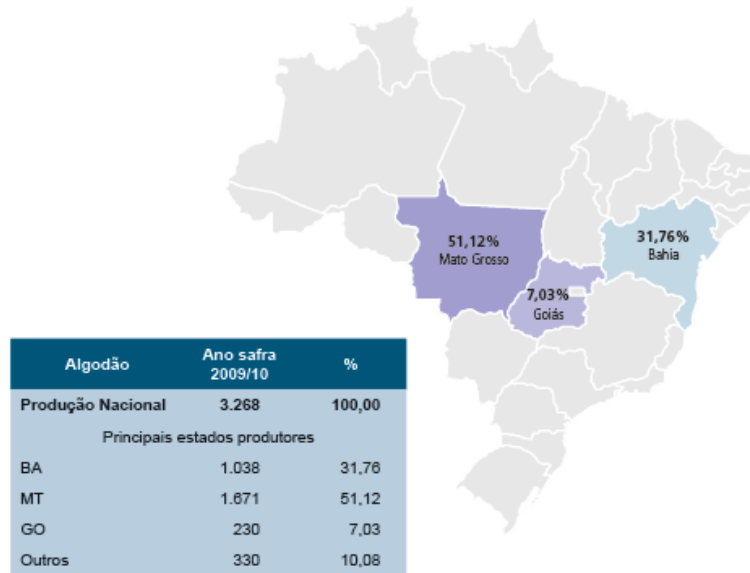 51,12%
Mato Grosso
31,76%
Bahia
7,03%
Goiás
Algodão Ano safra 2009/10 %
Produção Nacional 3.268 100,00
Principais estados produtores
BA 1.038 31,76
MT 1.671 51,12
GO 230 7,03
Outros 330 10,08